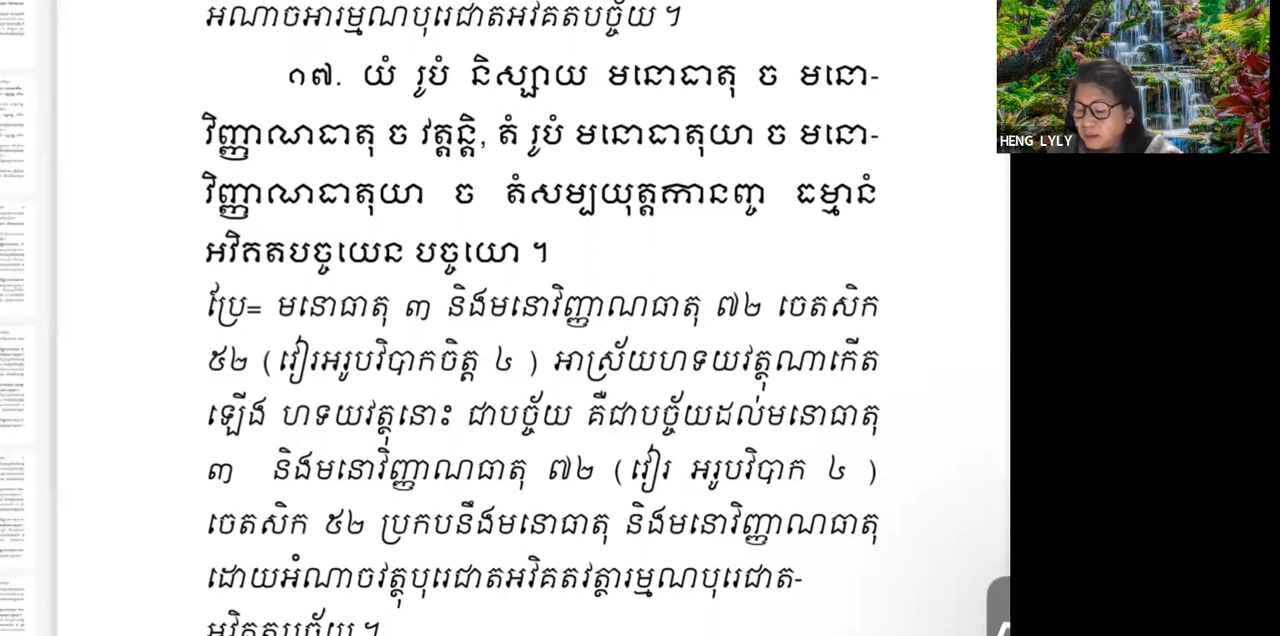 អំណាចអារម្មណបុរេជាតអវិគតបច្ច័យ ។
១៧. យំ រូបំ និស្សាយ មនោធាតុ ច មនោ-
វិញ្ញាណធាតុ ច វត្តន្តិ, តំ រូបំ មនោធាតុយា ច មនោ-
វិញ្ញាណធាតុយា ច តំសម្បយុត្តកានញ្ច ធម្មានំ
អវិគតបច្ចយេន បច្ចយោ ។
ប្រែ= មនោធាតុ ៣ និងមនោវិញ្ញាណធាតុ ៧២ ចេតសិក
៥២ (វៀរអរូបវិបាកចិត្ត ៤ ) អាស្រ័យហទយវត្ថុណាកើត
ឡើង ហទយវត្ថុនោះ ជាបច្ច័យ គឺជាបច្ច័យដល់មនោធាតុ
៣ និងមនោវិញ្ញាណធាតុ ៧២ (វៀរ អរូបវិបាក ៤ )
ចេតសិក ៥២ ប្រកបនឹងមនោធាតុ និងមនោវិញ្ញាណធាតុ
ដោយអំណាចវត្ថុបុរេជាតអវិគតវត្ថារម្មណបុរេជាត-
អវិគតបច្ច័យ ។
HENG LYLY